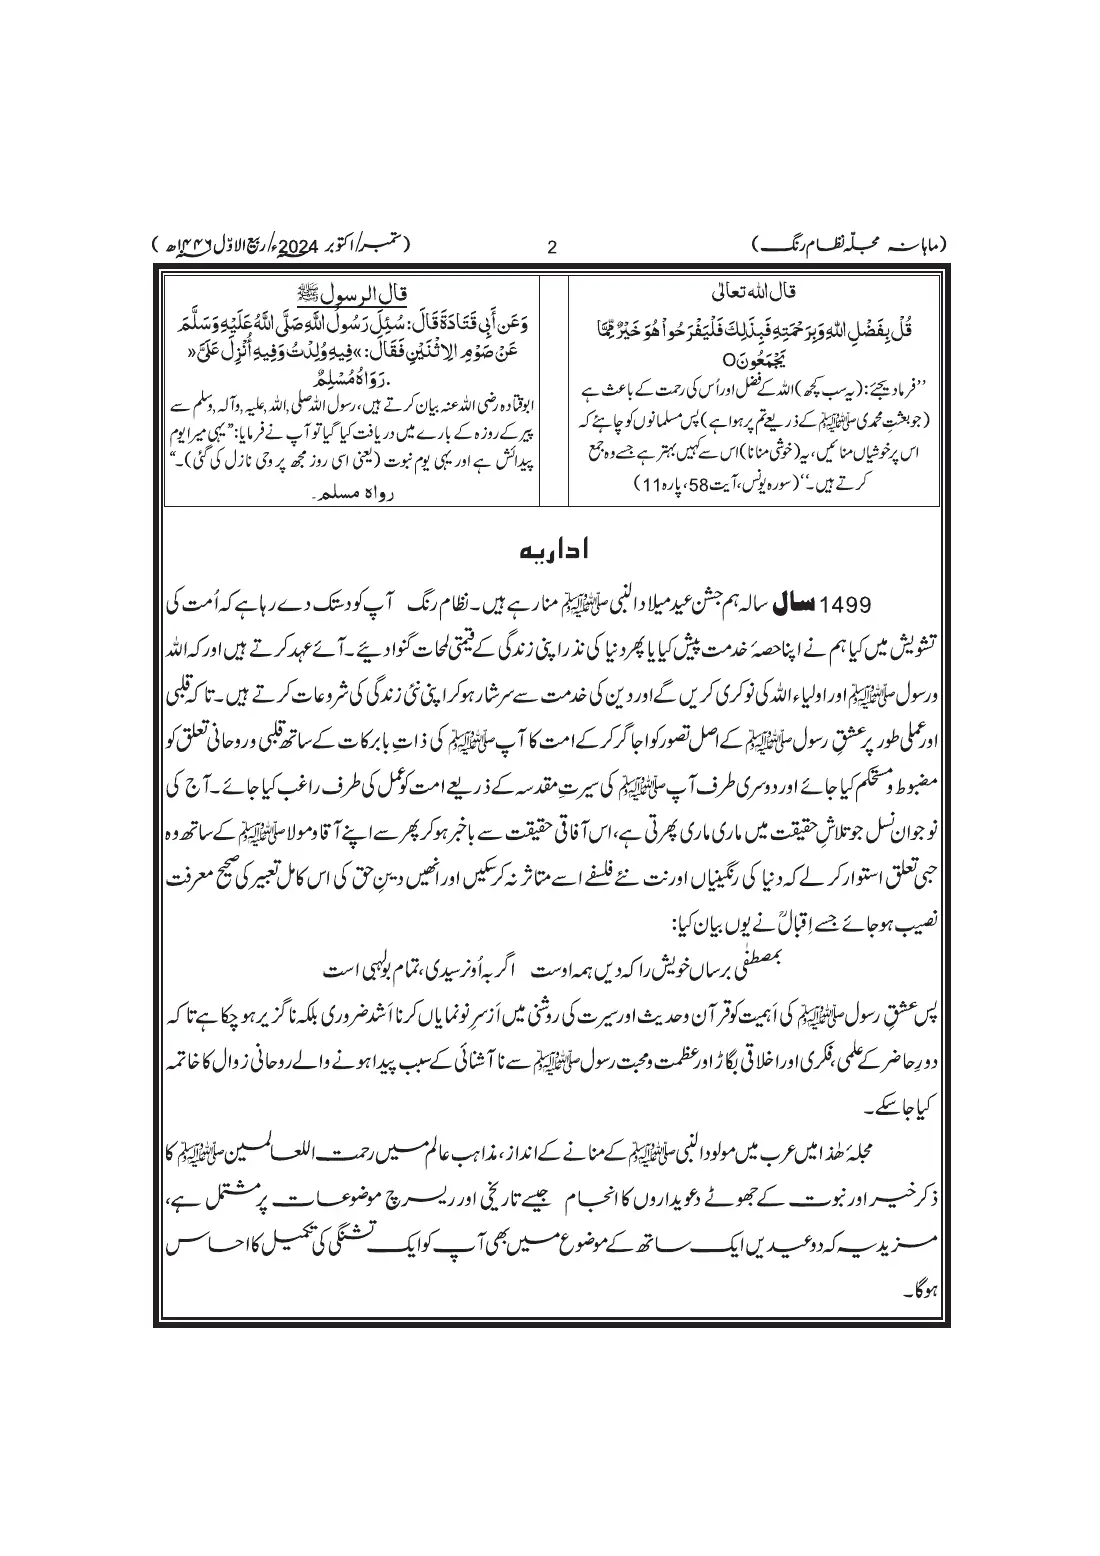 (ماہانہ مجلّہ نظام رنگ)
2
(ستمبر/اکتوبر 2024ء/ربیع الاوّل ۱۴۴۶ھ)
قال اللہ تعالیٰ
قُلْ بِفَضْلِ اللّٰهِ وَبِرَحْمَتِهٖ فَبِذٰلِكَ فَلْيَفْرَحُواْ هُوَ خَيْرٌ مِّمَّا
يَجْمَعُونَO
’’فرما دیجئے: (یہ سب کچھ) اللہ کے فضل اور اُس کی رحمت کے باعث ہے
(جو بعثتِ محمدی ﷺ کے ذریعے تم پر ہوا ہے) پس مسلمانوں کو چاہئے کہ
اس پر خوشیاں منائیں، یہ (خوشی منانا) اس سے کہیں بہتر ہے جسے وہ جمع
کرتے ہیں۔‘‘ (سورہ یونس، آیت 58، پارہ 11)
قال الرسول ﷺ
وَعَن أَبِي قَتَادَةَ قَالَ: سُئِلَ رَسُولُ اللَّهِ صَلَّى اللَّهُ عَلَيْهِ وَسَلَّمَ
عَنْ صَوْمِ الِاثْنَيْنِ فَقَالَ: »فِيهِ وُلِدْتُ وَفِيهِ أُنْزِلَ عَلَيَّ«
.رَوَاهُ مُسْلِمٌ
ابوقتادہ رضی اللہ عنہ بیان کرتے ہیں، رسول اللہ صلی ,اللہ ,علیہ ,وآلہ ,وسلم سے
پیر کے روزہ کے بارے میں دریافت کیا گیا تو آپ نے فرمایا: ”یہی میرا یوم
پیدائش ہے اور یہی یوم نبوت (یعنی اسی روز مجھ پر وحی نازل کی گئی)۔“
رواہ مسلم۔
اداریہ
1499 سال سالہ ہم جشن عید میلاد النبی ﷺ منا رہے ہیں۔ نظام رنگ آپ کو دستک دے رہا ہے کہ اُمت کی
تشویش میں کیا ہم نے اپنا حصۂ خدمت پیش کیا یا پھر دنیا کی نذر اپنی زندگی کے قیمتی لمحات گنوا دیئے۔ آئے عہد کرتے ہیں اور کہ اللہ
ورسول ﷺ اور اولیاء اللہ کی نوکری کریں گے اور دین کی خدمت سے سرشار ہو کر اپنی نئی زندگی کی شروعات کرتے ہیں۔ تا کہ قلبی
اور عملی طور پر عشقِ رسول ﷺ کے اصل تصور کو اجاگر کر کے امت کا آپ ﷺ کی ذاتِ بابرکات کے ساتھ قلبی و روحانی تعلق کو
مضبوط و مستحکم کیا جائے اور دوسری طرف آپ ﷺ کی سیرتِ مقدسہ کے ذریعے امت کو عمل کی طرف راغب کیا جائے۔ آج کی
نوجوان نسل جو تلاشِ حقیقت میں ماری ماری پھرتی ہے، اس آفاقی حقیقت سے باخبر ہو کر پھر سے اپنے آقا و مولا ﷺ کے ساتھ وہ
حبی تعلق استوار کر لے کہ دنیا کی رنگینیاں اور نت نئے فلسفے اسے متاثر نہ کر سکیں اور انھیں دینِ حق کی اس کامل تعبیر کی صحیح معرفت
نصیب ہو جائے جسے اِقبالؒ نے یوں بیان کیا:
بمصطفٰی برساں خویش را کہ دیں ہمہ اوست اگر بہ اُو نرسیدی، تمام بولہبی است
پس عشقِ رسول ﷺ کی اَہمیت کو قرآن و حدیث اور سیرت کی روشنی میں اَز سرِ نو نمایاں کرنا اَشد ضروری بلکہ ناگزیر ہو چکا ہے تا کہ
دورِ حاضر کے علمی، فکری اور اخلاقی بگاڑ اور عظمت و محبت رسول ﷺ سے نا آشنائی کے سبب پیدا ہونے والے روحانی زوال کا خاتمہ
کیا جا سکے۔
مجلۂ ھٰذا میں عرب میں مولود النبی ﷺ کے منانے کے انداز، مذاہب عالم میں رحمت اللعالمین ﷺ کا
ذکر خیر اور نبوت کے جھوٹے دعویداروں کا انجام جیسے تاریخی اور ریسرچ موضوعات پر مشتمل ہے،
مزید یہ کہ دو عیدیں ایک ساتھ کے موضوع میں بھی آپ کو ایک تشنگی کی تکمیل کا احساس
ہوگا۔